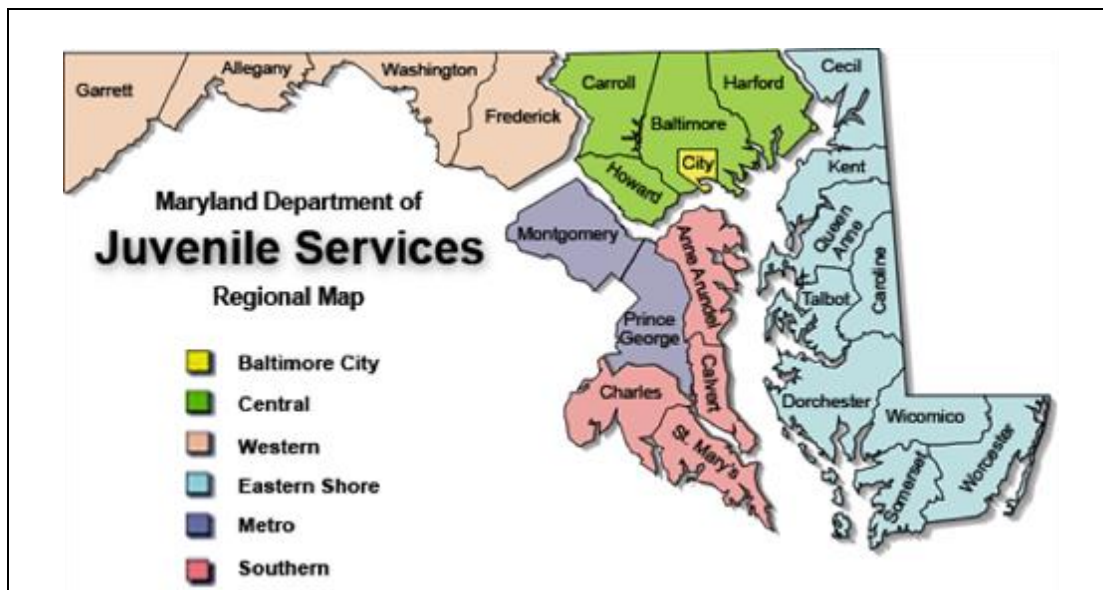 Garrett
Allegany
Washington
Frederick
Carroll
Baltimore
Harford
City
Howard
Cecil
Kent
Queen
Anne
Caroline
Talbot
Dorchester
Wicomico
Somerset
Worcester
Montgomery
Prince
George
Anne Arundel
Calvert
Charles
St. Mary's
Maryland Department of
Juvenile Services
Regional Map
Baltimore City
Central
Western
Eastern Shore
Metro
Southern